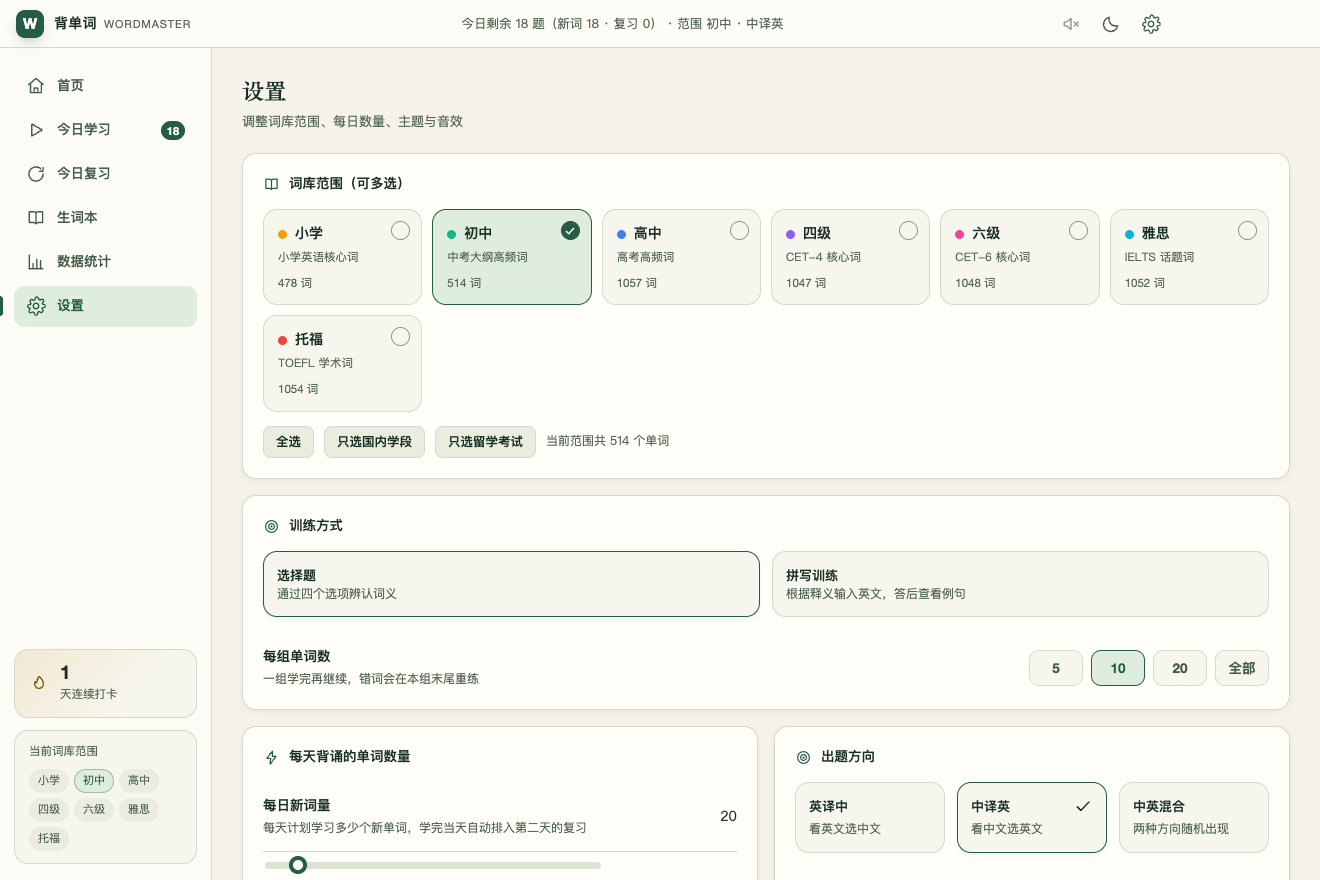 W 背单词 WORDMASTER
今日剩余 18 题（新词 18 · 复习 0） · 范围 初中 · 中译英
首页
今日学习 18
今日复习
生词本
数据统计
设置
1
天连续打卡
当前词库范围
小学 初中 高中
四级 六级 雅思
托福
设置
调整词库范围、每日数量、主题与音效
词库范围（可多选）
小学
小学英语核心词
478 词
初中
中考大纲高频词
514 词
高中
高考高频词
1057 词
四级
CET-4 核心词
1047 词
六级
CET-6 核心词
1048 词
雅思
IELTS 话题词
1052 词
托福
TOEFL 学术词
1054 词
全选 只选国内学段 只选留学考试 当前范围共 514 个单词
训练方式
选择题
通过四个选项辨认词义
拼写训练
根据释义输入英文，答后查看例句
每组单词数
一组学完再继续，错词会在本组末尾重练
5 10 20 全部
每天背诵的单词数量
每日新词量
每天计划学习多少个新单词，学完当天自动排入第二天的复习
20
出题方向
英译中
看英文选中文
中译英
看中文选英文
中英混合
两种方向随机出现